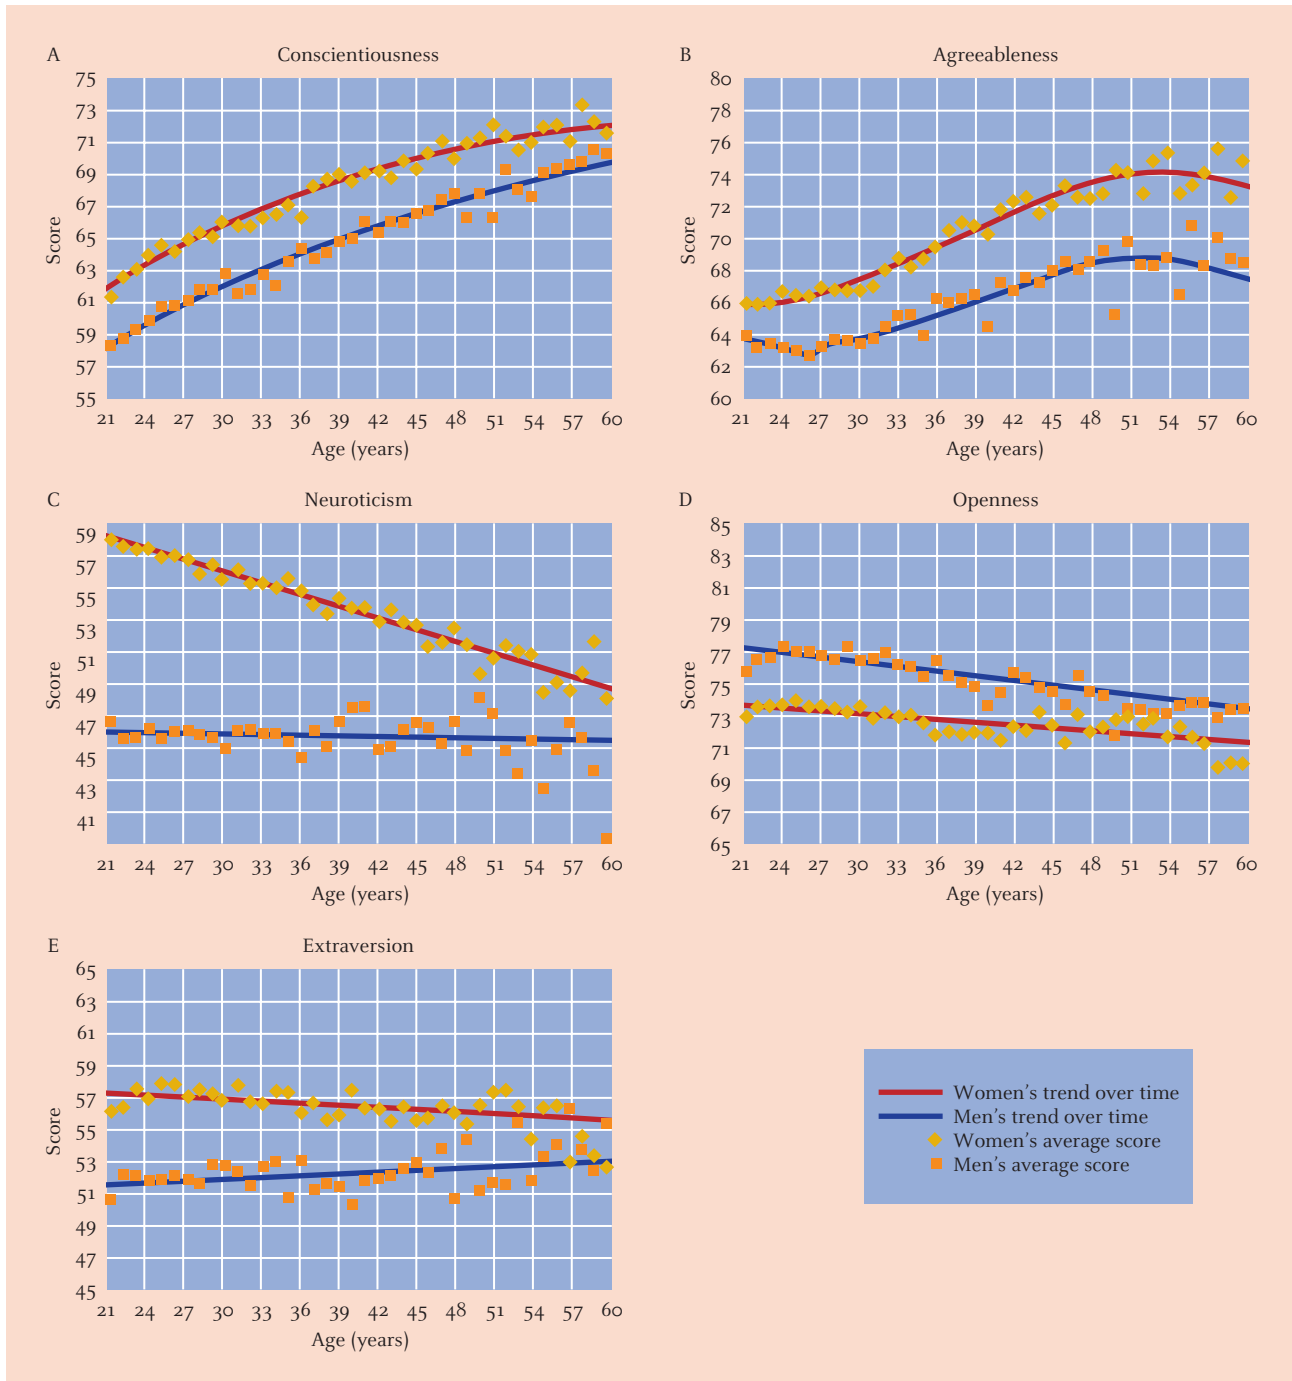 A Conscientiousness
75
73
71
69
67
65
63
61
59
57
55
Score
21 24 27 30 33 36 39 42 45 48 51 54 57 60
Age (years)
B Agreeableness
80
78
76
74
72
70
68
66
64
62
60
Score
21 24 27 30 33 36 39 42 45 48 51 54 57 60
Age (years)
C Neuroticism
59
57
55
53
51
49
47
45
43
41
Score
21 24 27 30 33 36 39 42 45 48 51 54 57 60
Age (years)
D Openness
85
83
81
79
77
75
73
71
69
67
65
Score
21 24 27 30 33 36 39 42 45 48 51 54 57 60
Age (years)
E Extraversion
65
63
61
59
57
55
53
51
49
47
45
Score
21 24 27 30 33 36 39 42 45 48 51 54 57 60
Age (years)
Women's trend over time
Men's trend over time
Women's average score
Men's average score